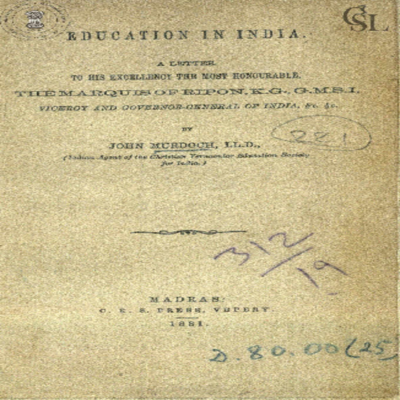 CSL
EDUCATION IN INDIA.
A LETTER
TO HIS EXCELLENCY THE MOST HONOURABLE,
THE MARQUIS OF RIPON, K.G., G.M.S.I.,
VICEROY AND GOVERNOR-GENERAL OF INDIA, &c. &c.
BY
221
JOHN MURDOCH, LL.D.,
(Indian Agent of the Christian Vernacular Education Society
for India.)
312/19
MADRAS:
C. K. S. PRESS, VEPERY.
1881.
D.80.00(25)